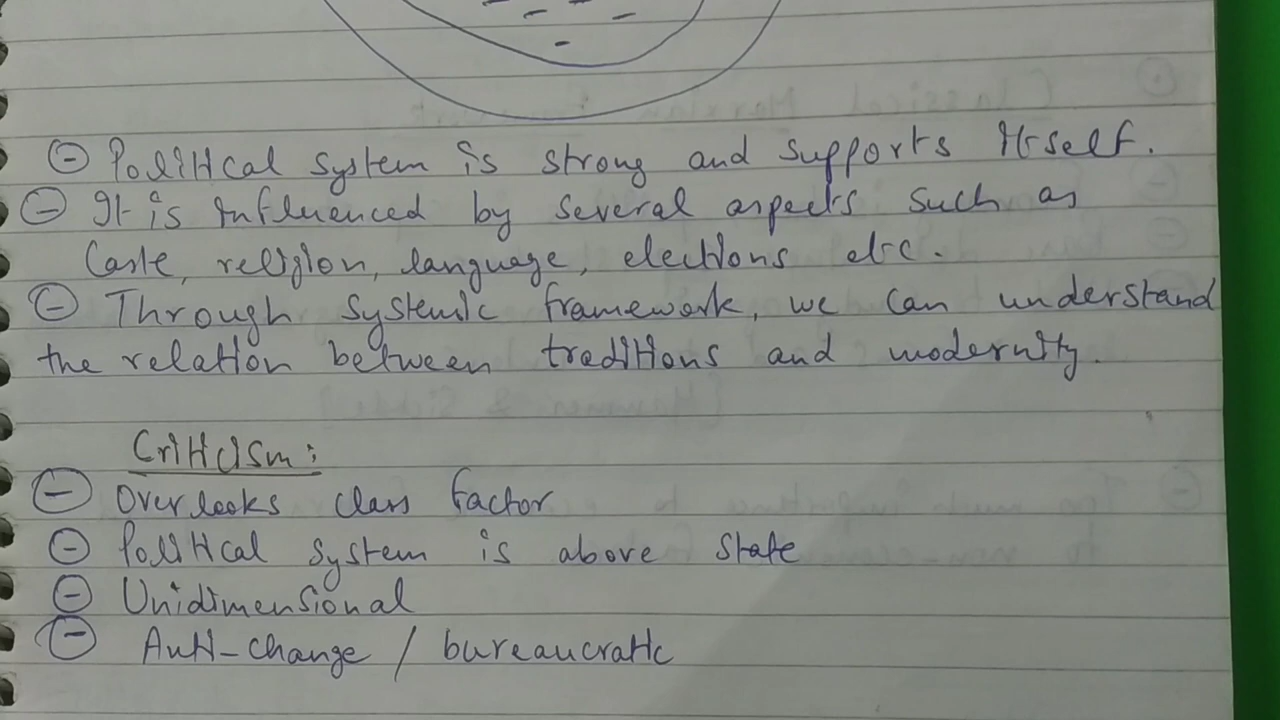 ⊖ Political system is strong and supports itself.
⊖ It is influenced by several aspects such as
Caste, religion, language, elections etc.
⊖ Through systemic framework, we can understand
the relation between traditions and modernity.
Criticism:
⊖ Overlooks class factor
⊖ Political system is above state
⊖ Unidimensional
⊖ Anti-change / bureaucratic